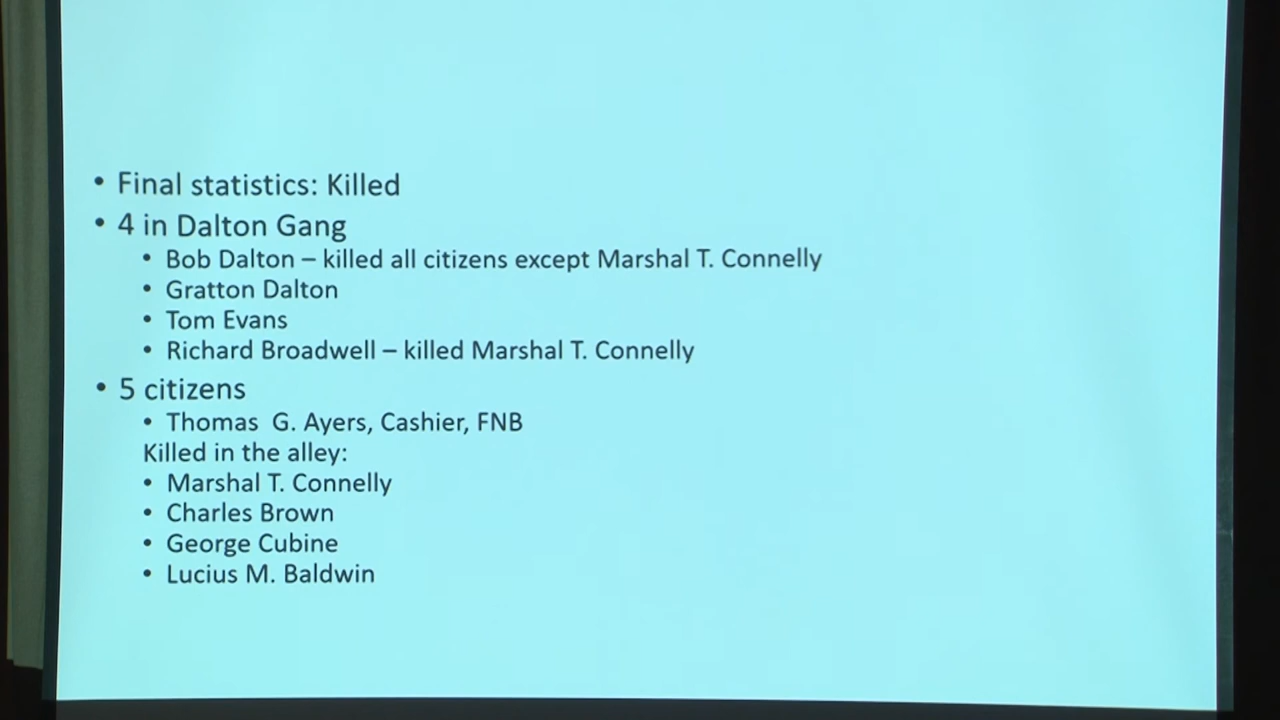 • Final statistics: Killed
• 4 in Dalton Gang
• Bob Dalton – killed all citizens except Marshal T. Connelly
• Gratton Dalton
• Tom Evans
• Richard Broadwell – killed Marshal T. Connelly
• 5 citizens
• Thomas  G. Ayers, Cashier, FNB
Killed in the alley:
• Marshal T. Connelly
• Charles Brown
• George Cubine
• Lucius M. Baldwin